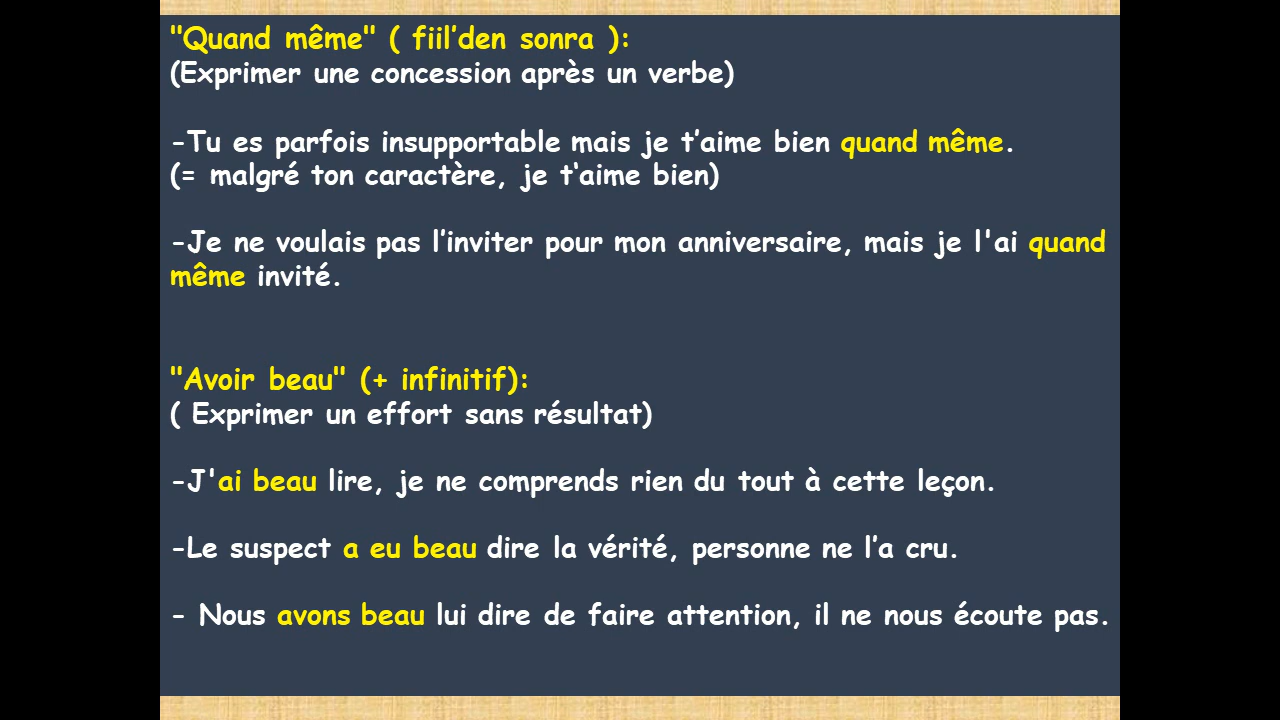 "Quand même" ( fiil’den sonra ):
(Exprimer une concession après un verbe)
-Tu es parfois insupportable mais je t’aime bien quand même.
(= malgré ton caractère, je t‘aime bien)
-Je ne voulais pas l’inviter pour mon anniversaire, mais je l'ai quand
même invité.
"Avoir beau" (+ infinitif):
( Exprimer un effort sans résultat)
-J'ai beau lire, je ne comprends rien du tout à cette leçon.
-Le suspect a eu beau dire la vérité, personne ne l’a cru.
- Nous avons beau lui dire de faire attention, il ne nous écoute pas.